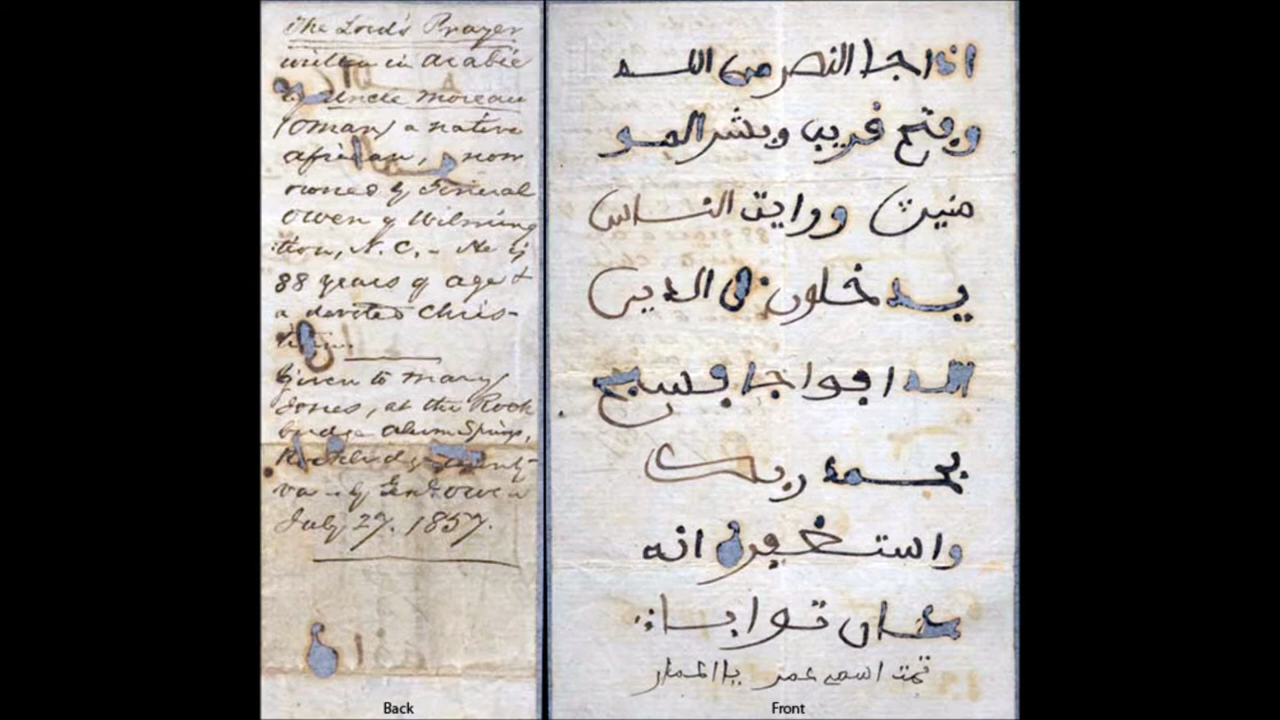 The Lord's Prayer
written in Arabic
by Uncle Moreau
(Omar) a native
african, now
owned by General
Owen of Wilming
ton, N.C. - He is
88 years of age &
a devoted Chris-
tian.
Given to Mary
Jones, at the Rock
bridge Alum Springs,
Rockbridge County
Va - by Genl. Owen
July 27. 1857.
Back
اذا جا النصر من الله
وفتح فريب وبشر المو
منين ورايت الناس
يدخلون في الدين
الله افواجا فسبح
بحمد ربك
واستغفره انه
كان توابا
تمت اسمي عمر
Front